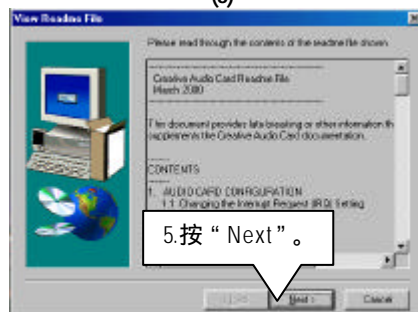 View Readme File
Please read through the contents of the readme file shown.
Creative Audio Card Readme File
March 2000
This document provides late breaking or other information th
supplements the Creative Audio Card documentation.
CONTENTS
1. AUDIO CARD CONFIGURATION
1.1 Changing the Interrupt Request (IRQ) Setting
5.按“Next”。
Next >
Cancel